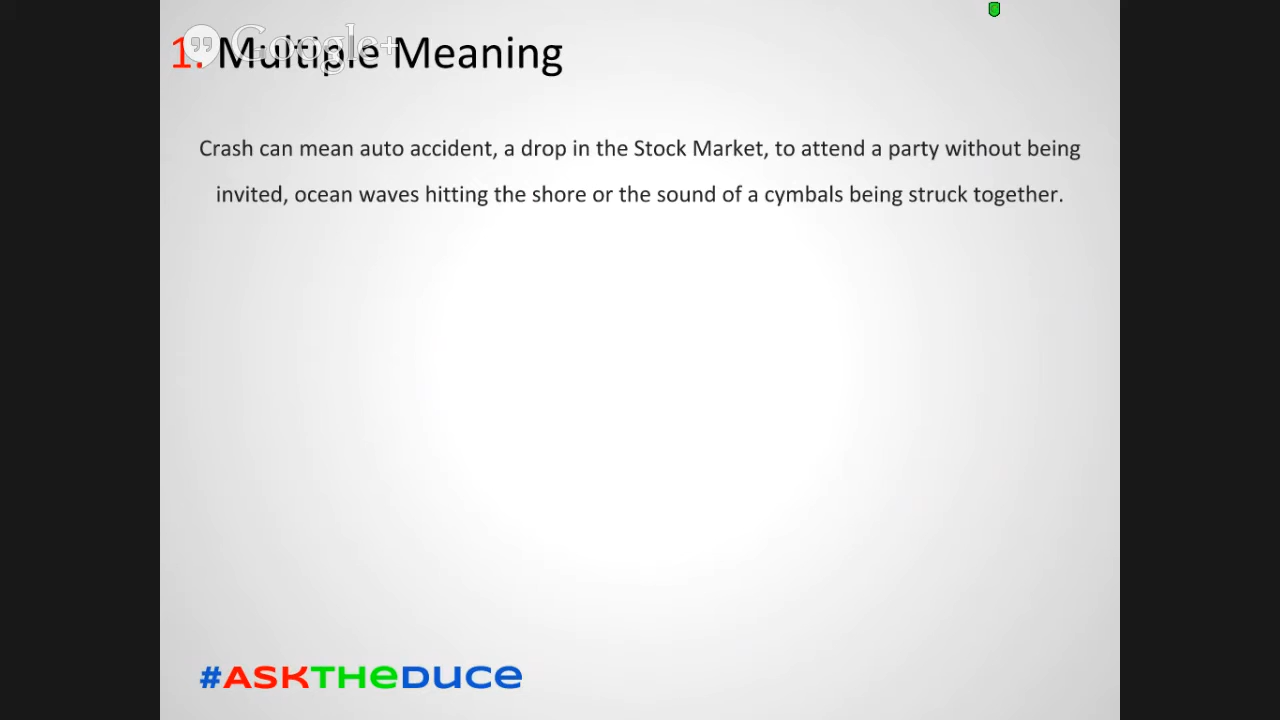 1. Multiple Meaning
Google+
Crash can mean auto accident, a drop in the Stock Market, to attend a party without being
invited, ocean waves hitting the shore or the sound of a cymbals being struck together.
#ASKTHeDUCe